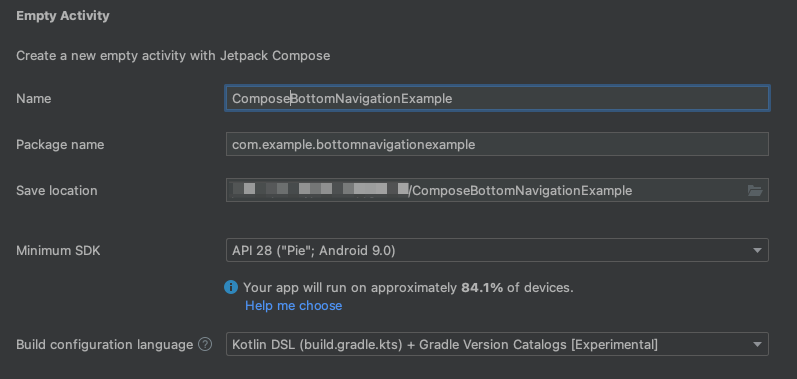 Empty Activity
Create a new empty activity with Jetpack Compose
Name ComposeBottomNavigationExample
Package name com.example.bottomnavigationexample
Save location /ComposeBottomNavigationExample
Minimum SDK API 28 ("Pie"; Android 9.0)
Your app will run on approximately 84.1% of devices.
Help me choose
Build configuration language ? Kotlin DSL (build.gradle.kts) + Gradle Version Catalogs [Experimental]